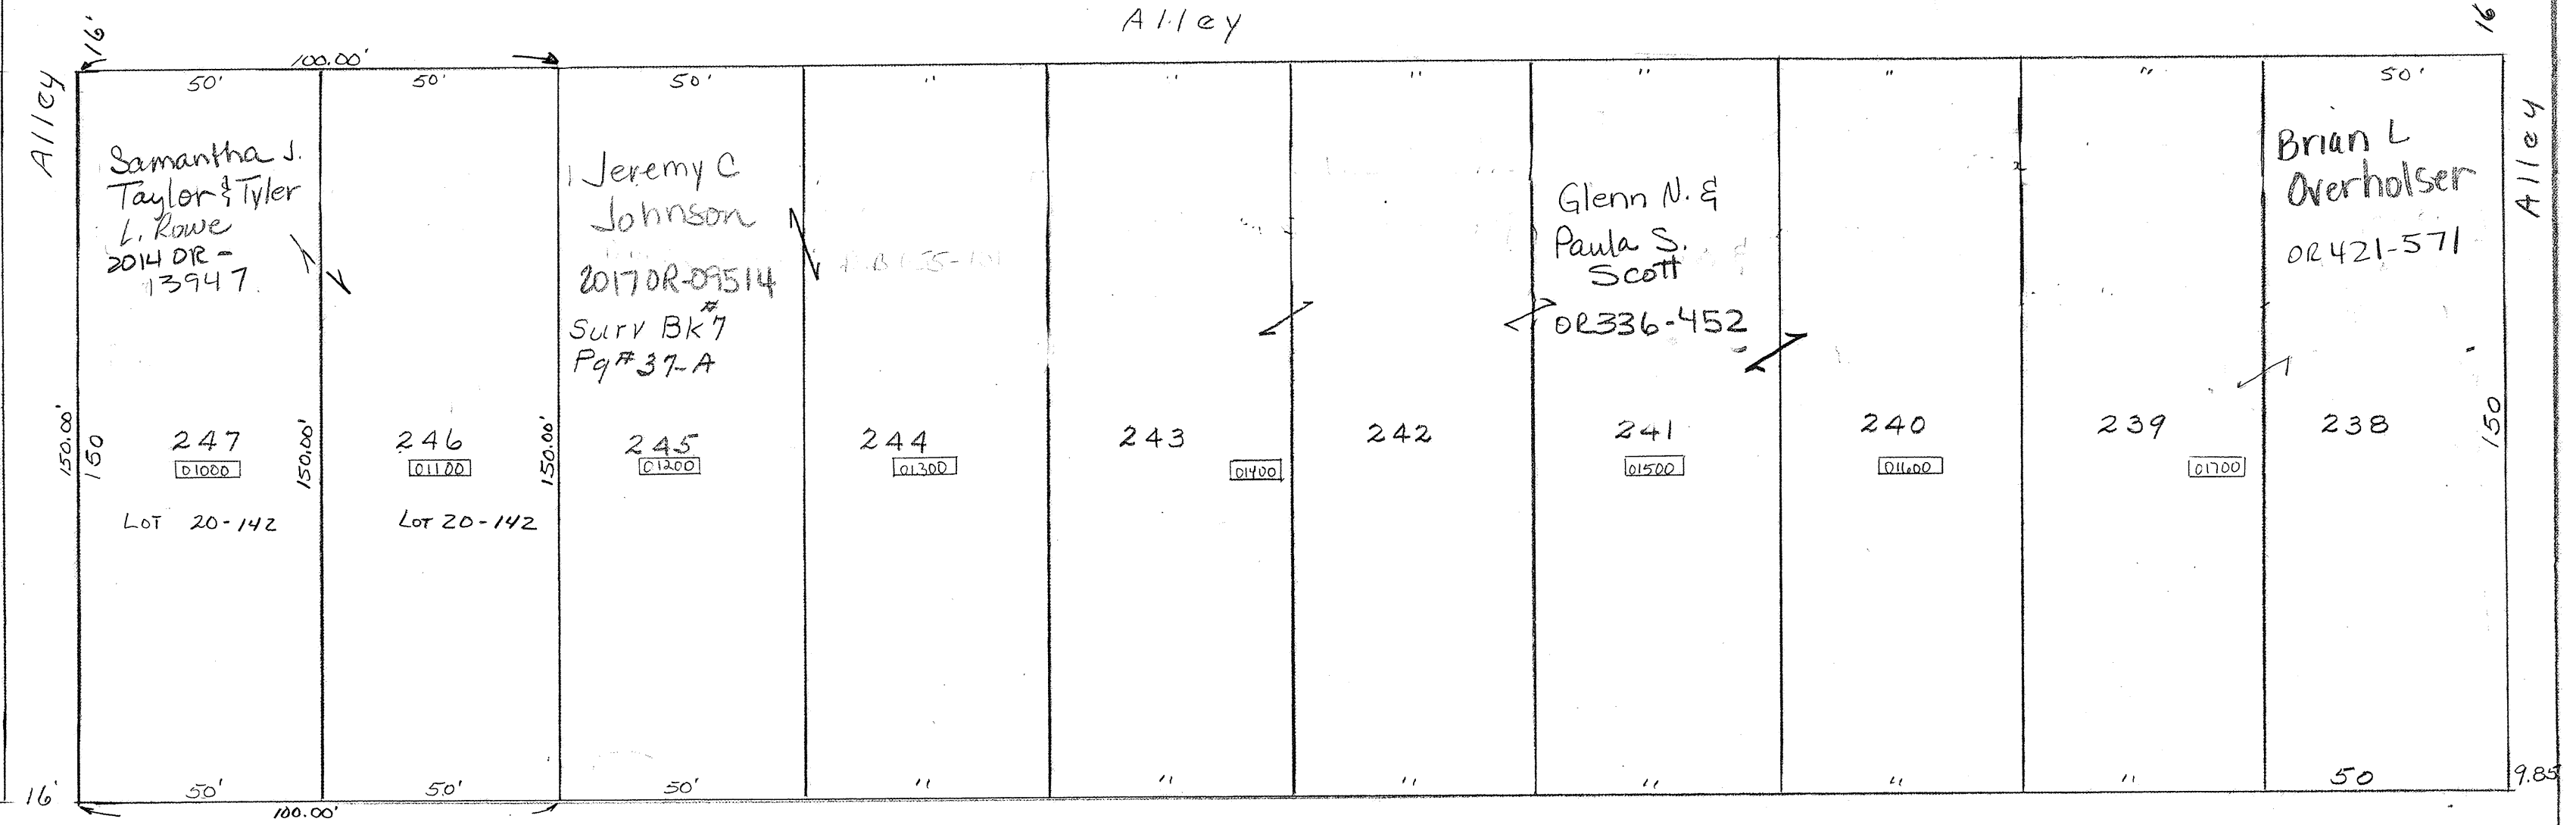 Alley
16'
16
Alley
Alley
100.00'
50'
50'
50'
"
"
"
"
"
"
50'
Samantha J.
Taylor & Tyler
L. Rowe
2014 OR -
13947
Jeremy C
Johnson
2017 OR-09514
Surv Bk #7
Pg # 37-A
Glenn N. &
Paula S.
Scott
OR336-452
Brian L
Overholser
OR 421-571
150.00'
150
247
01000
150.00'
246
01100
150.00'
245
01200
244
01300
243
01400
242
241
01500
240
01600
239
01700
238
150
LOT 20-142
LOT 20-142
16'
50'
50'
50'
"
"
"
"
"
"
50
9.85
100.00'